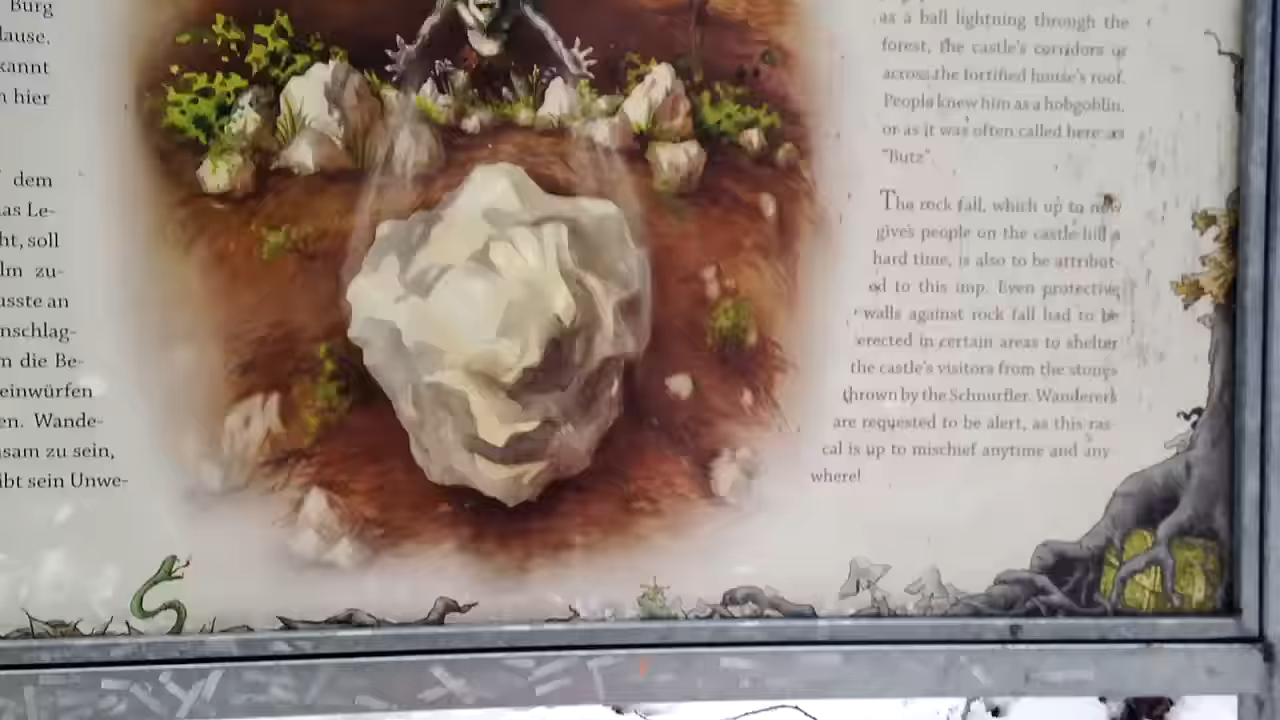 Burg
lause.
kannt
n hier
dem
as Le-
ht, soll
lm zu-
usste an
nschlag-
m die Be-
einwürfen
en. Wande-
sam zu sein,
ibt sein Unwe-
as a ball lightning through the
forest, the castle's corridors or
across the fortified house's roof.
People knew him as a hobgoblin,
or as it was often called here as
"Butz".
The rock fall, which up to now
gives people on the castle hill a
hard time, is also to be attribut-
ed to this imp. Even protective
walls against rock fall had to be
erected in certain areas to shelter
the castle's visitors from the stones
thrown by the Schnurfler. Wanderers
are requested to be alert, as this ras-
cal is up to mischief anytime and any
where!